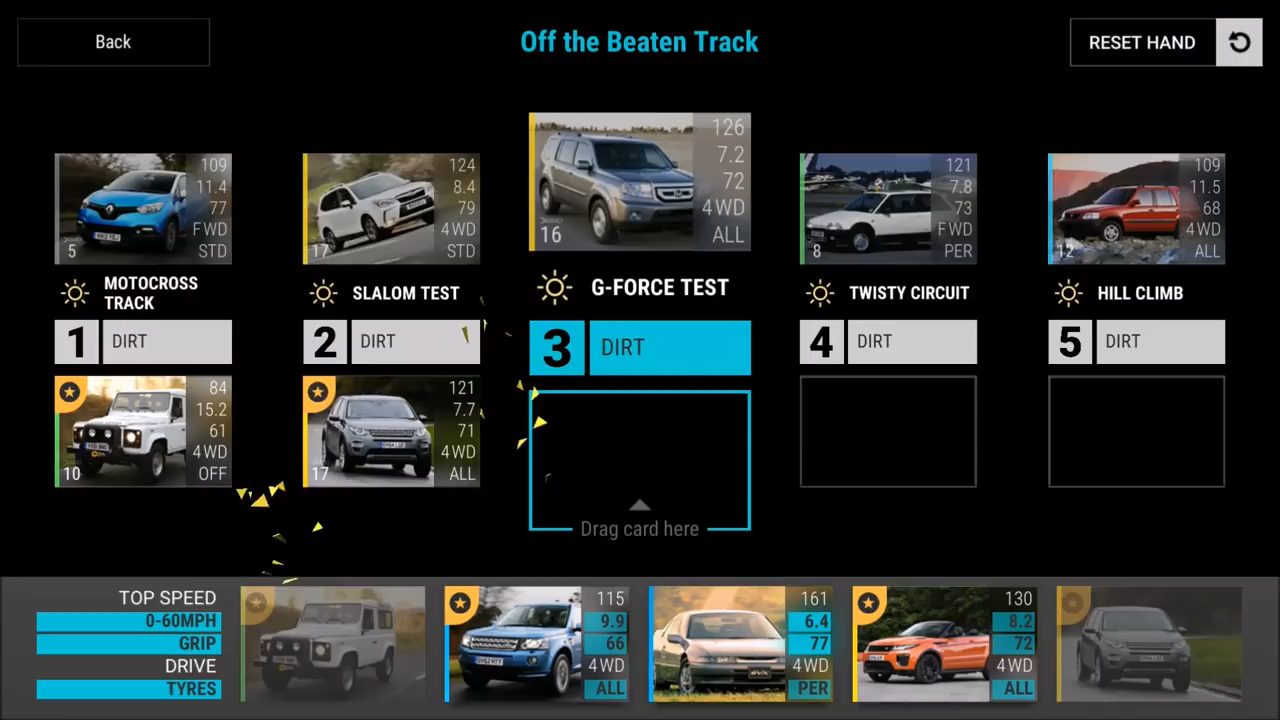 Back
Off the Beaten Track
RESET HAND
109
11.4
77
FWD
STD
5
124
8.4
79
4WD
STD
17
126
7.2
72
4WD
ALL
16
121
7.8
73
FWD
PER
8
109
11.5
68
4WD
ALL
12
MOTOCROSS
TRACK
SLALOM TEST
G-FORCE TEST
TWISTY CIRCUIT
HILL CLIMB
1 DIRT
2 DIRT
3 DIRT
4 DIRT
5 DIRT
84
15.2
61
4WD
OFF
10
121
7.7
71
4WD
ALL
17
Drag card here
TOP SPEED
0-60MPH
GRIP
DRIVE
TYRES
115
9.9
66
4WD
ALL
161
6.4
77
4WD
PER
130
8.2
72
4WD
ALL